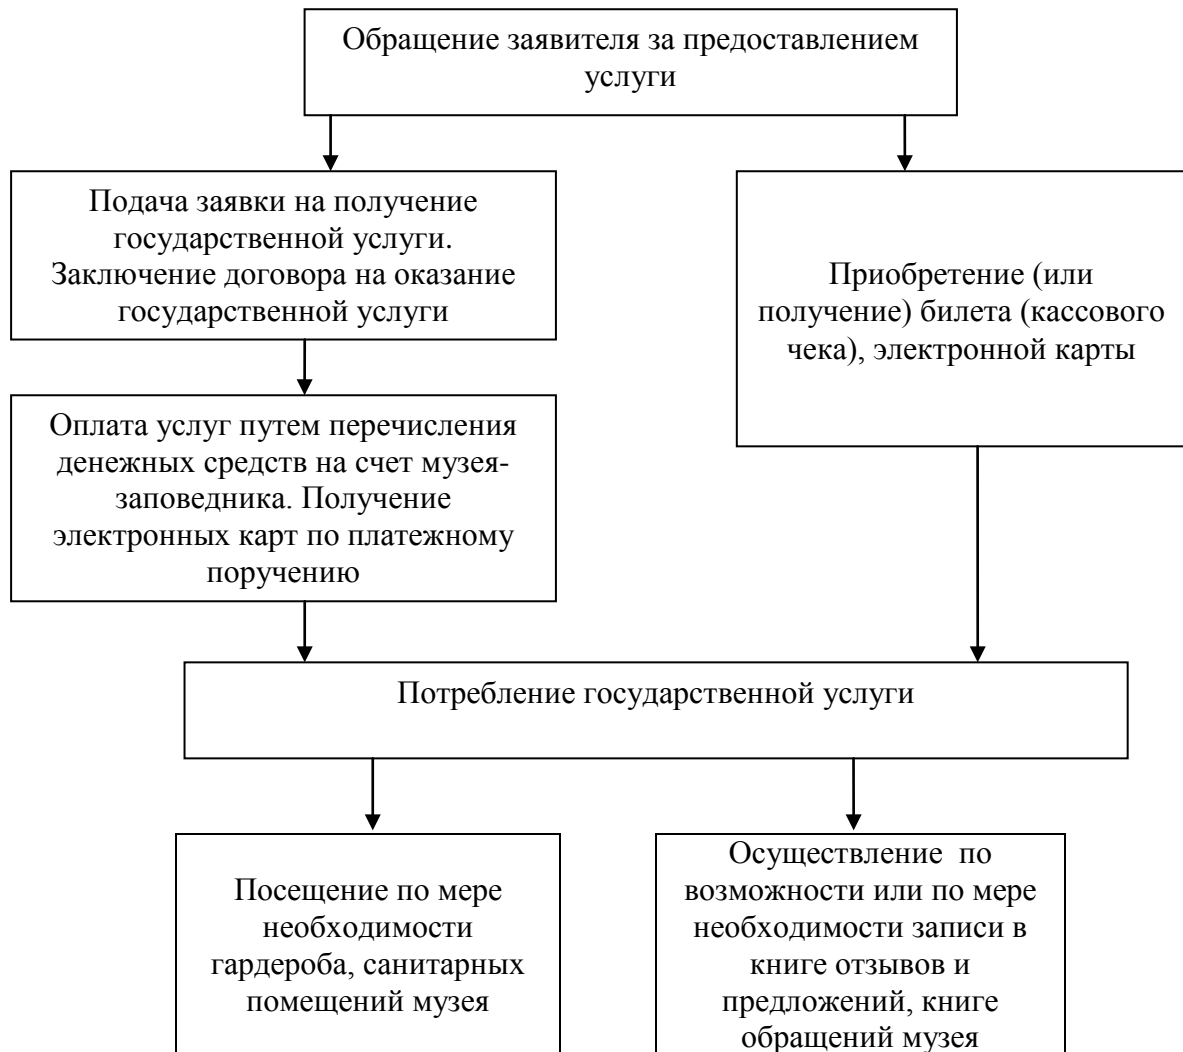 Обращение заявителя за предоставлением
услуги
Подача заявки на получение
государственной услуги.
Заключение договора на оказание
государственной услуги
Приобретение (или
получение) билета (кассового
чека), электронной карты
Оплата услуг путем перечисления
денежных средств на счет музея-
заповедника. Получение
электронных карт по платежному
поручению
Потребление государственной услуги
Посещение по мере
необходимости
гардероба, санитарных
помещений музея
Осуществление  по
возможности или по мере
необходимости записи в
книге отзывов и
предложений, книге
обращений музея